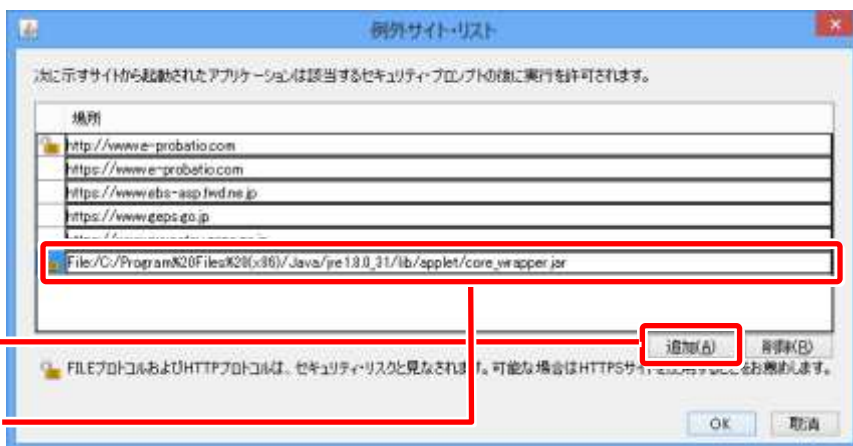 例外サイト・リスト
次に示すサイトから起動されたアプリケーションは該当するセキュリティ・プロンプトの後に実行を許可されます。
場所
http://www.e-probatio.com
https://www.e-probatio.com
https://www.ebs-asp.fwd.ne.jp
https://www.geps.go.jp
File:/C:/Program%20Files%20(x86)/Java/jre1.8.0_31/lib/applet/core_wrapper.jar
追加(A) 削除(R)
FILEプロトコルおよびHTTPプロトコルは、セキュリティ・リスクと見なされます。可能な場合はHTTPSサイトを お薦めします。
OK 取消